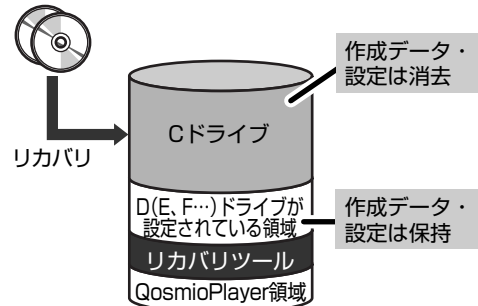 作成データ・
設定は消去
Cドライブ
リカバリ
D(E、F…)ドライブが
設定されている領域
作成データ・
設定は保持
リカバリツール
QosmioPlayer領域